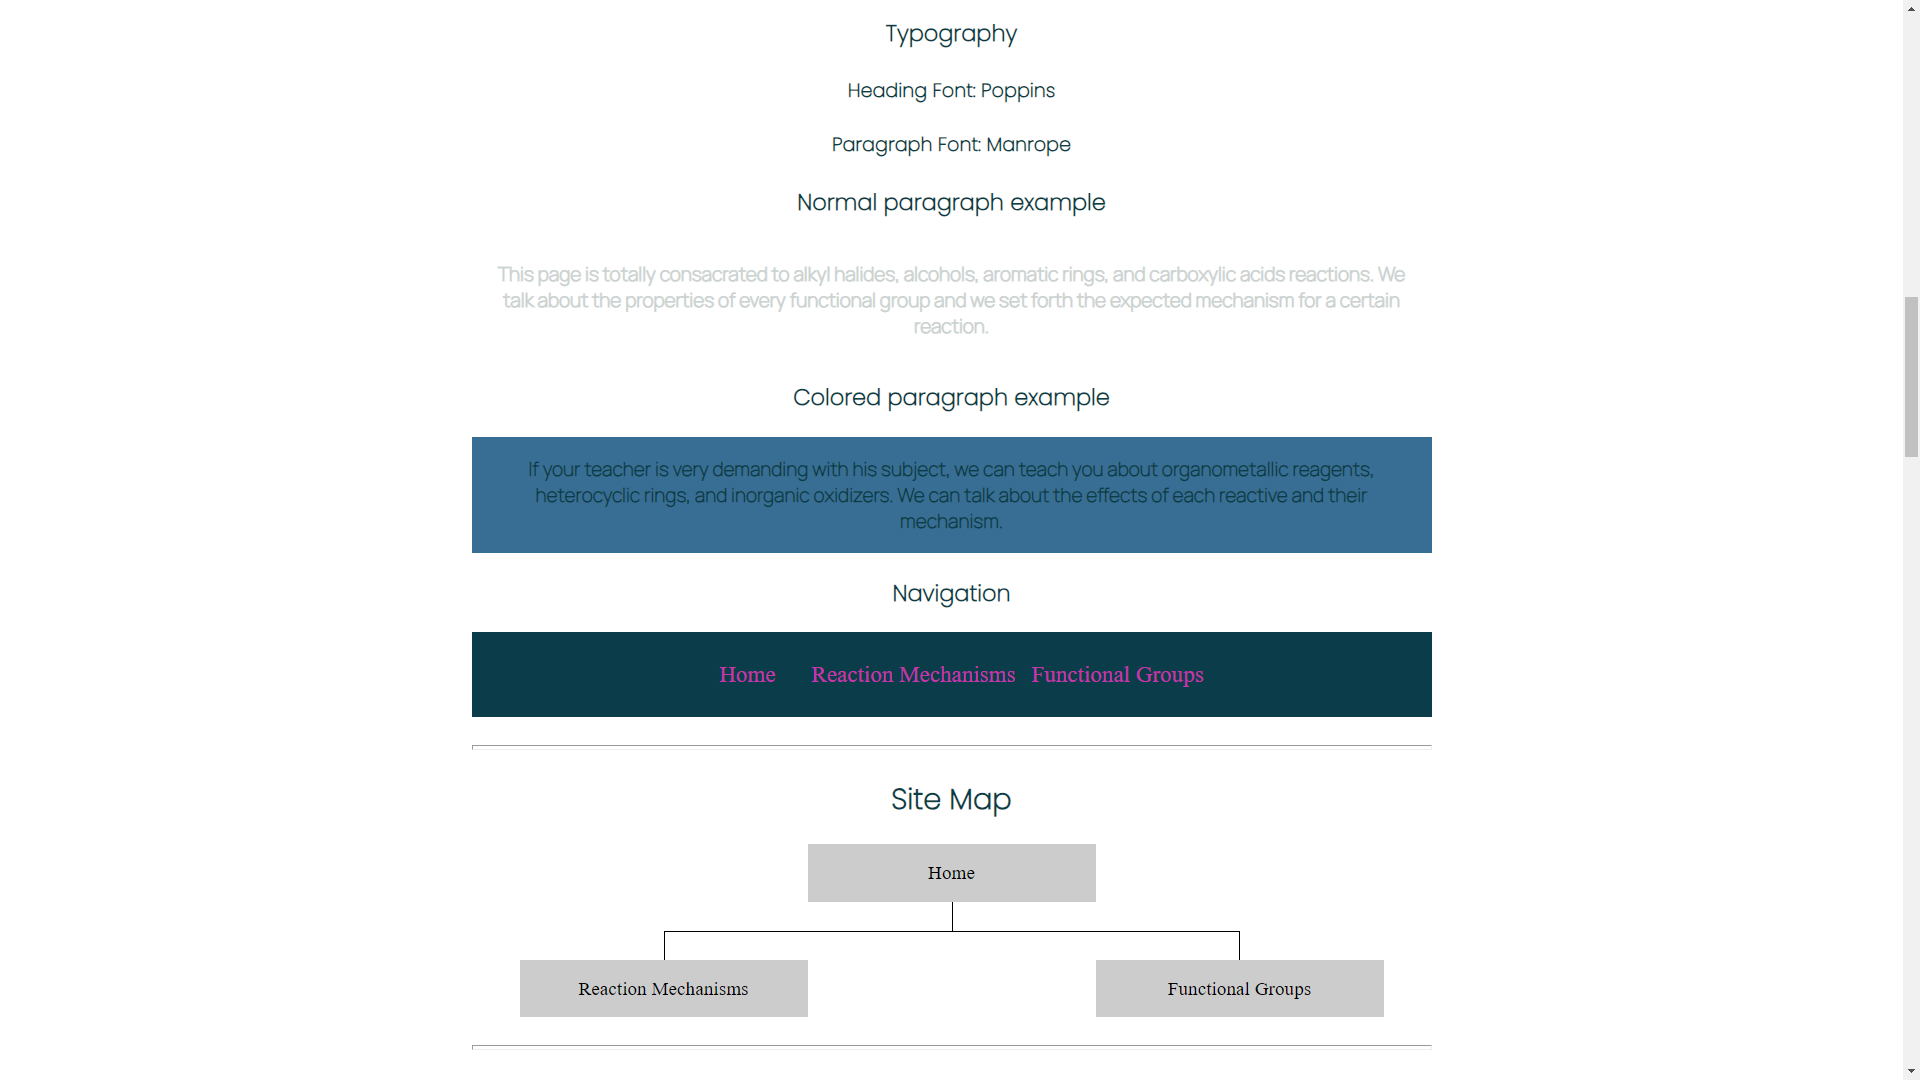 Typography
Heading Font: Poppins
Paragraph Font: Manrope
Normal paragraph example
This page is totally consacrated to alkyl halides, alcohols, aromatic rings, and carboxylic acids reactions. We
talk about the properties of every functional group and we set forth the expected mechanism for a certain
reaction.
Colored paragraph example
If your teacher is very demanding with his subject, we can teach you about organometallic reagents,
heterocyclic rings, and inorganic oxidizers. We can talk about the effects of each reactive and their
mechanism.
Navigation
Home Reaction Mechanisms Functional Groups
Site Map
Home
Reaction Mechanisms Functional Groups